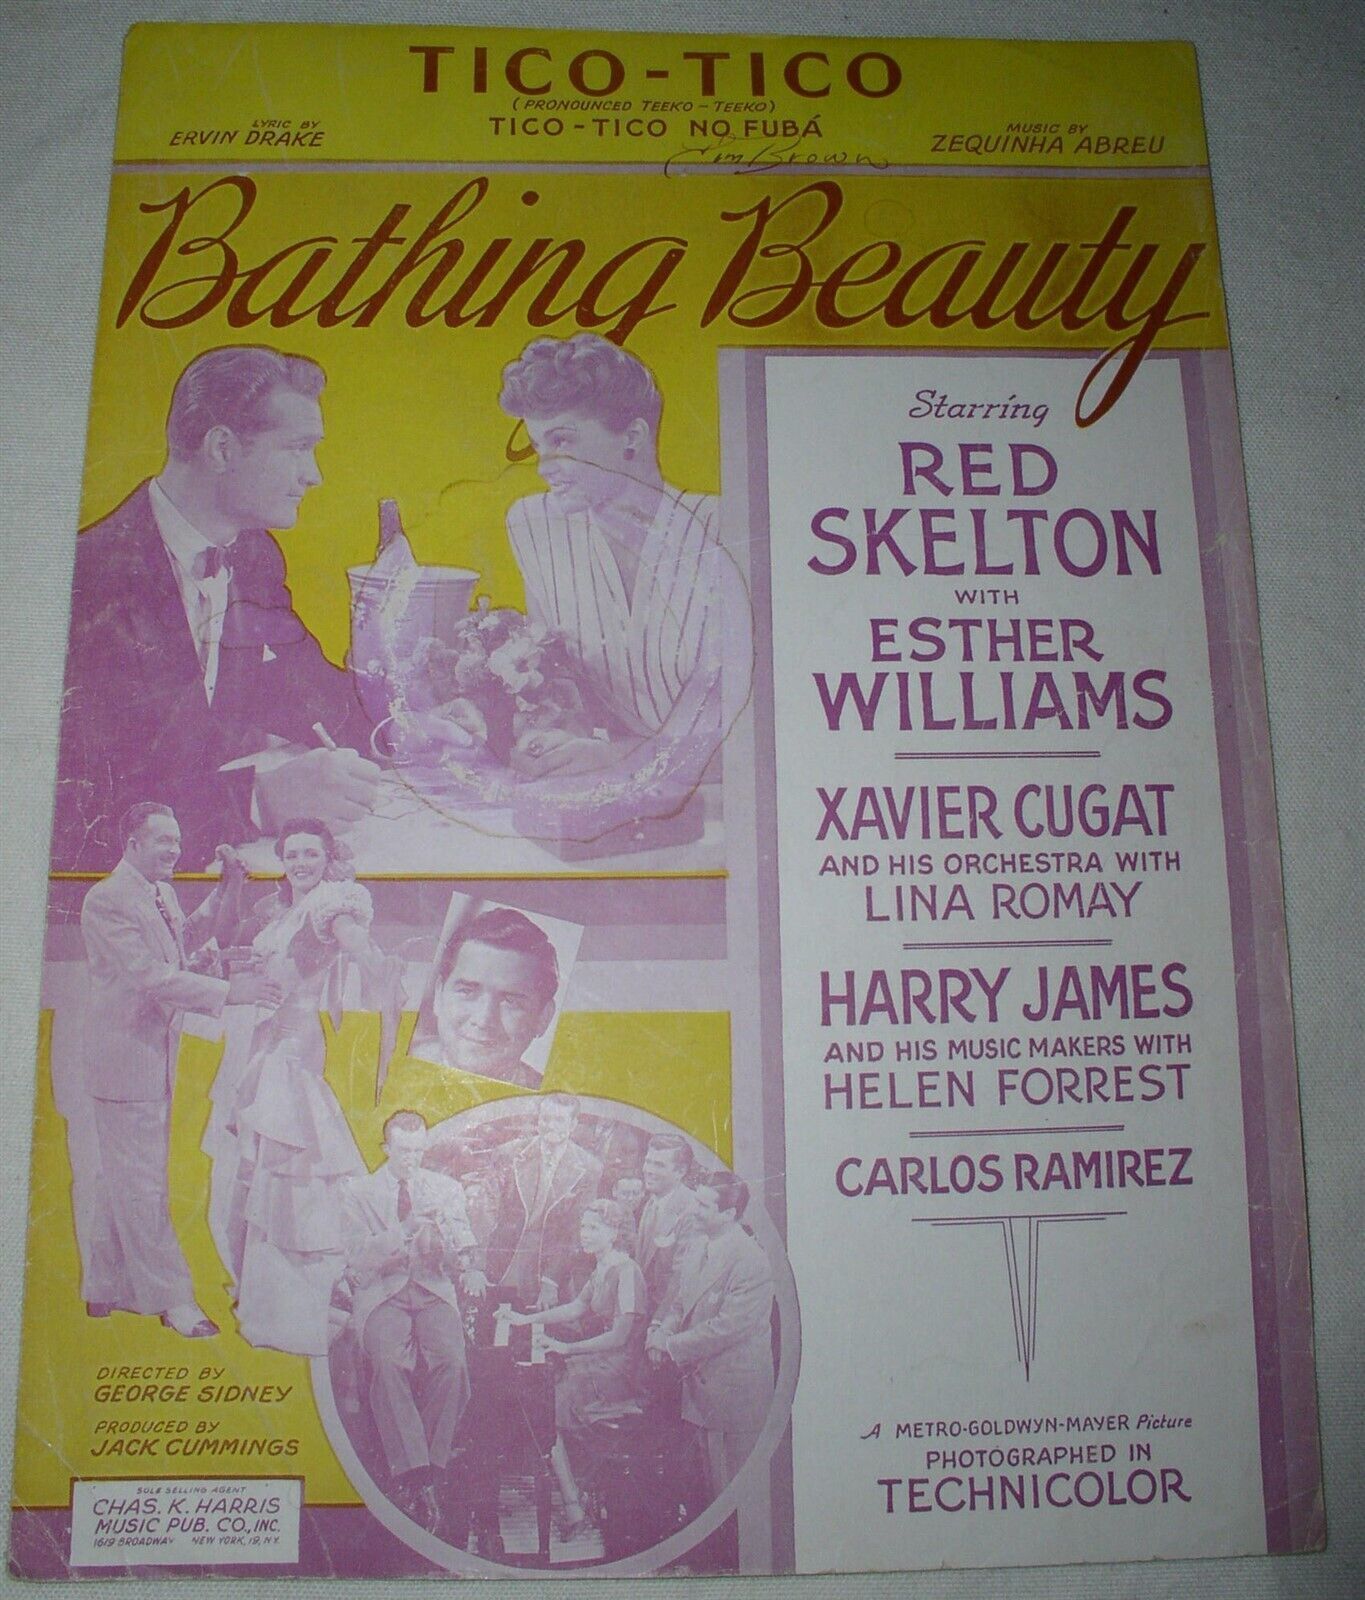 TICO-TICO
(PRONOUNCED TEEKO-TEEKO)
TICO-TICO NO FUBÁ
LYRIC BY
ERVIN DRAKE
MUSIC BY
ZEQUINHA ABREU
Brown
Bathing Beauty
Starring
RED
SKELTON
WITH
ESTHER
WILLIAMS
XAVIER CUGAT
AND HIS ORCHESTRA WITH
LINA ROMAY
HARRY JAMES
AND HIS MUSIC MAKERS WITH
HELEN FORREST
CARLOS RAMIREZ
DIRECTED BY
GEORGE SIDNEY
PRODUCED BY
JACK CUMMINGS
SOLE SELLING AGENT
CHAS. K. HARRIS
MUSIC PUB. CO., INC.
1619 BROADWAY NEW YORK, 19, N.Y.
A METRO-GOLDWYN-MAYER Picture
PHOTOGRAPHED IN
TECHNICOLOR